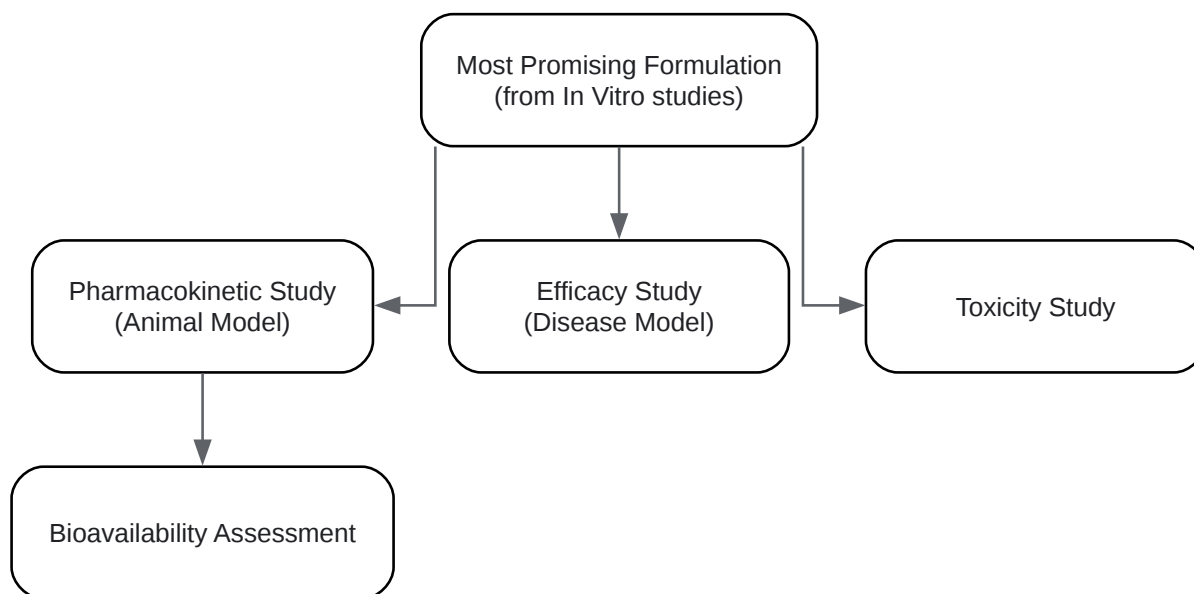 Most Promising Formulation
(from In Vitro studies)
Pharmacokinetic Study
(Animal Model)
Efficacy Study
(Disease Model)
Toxicity Study
Bioavailability Assessment